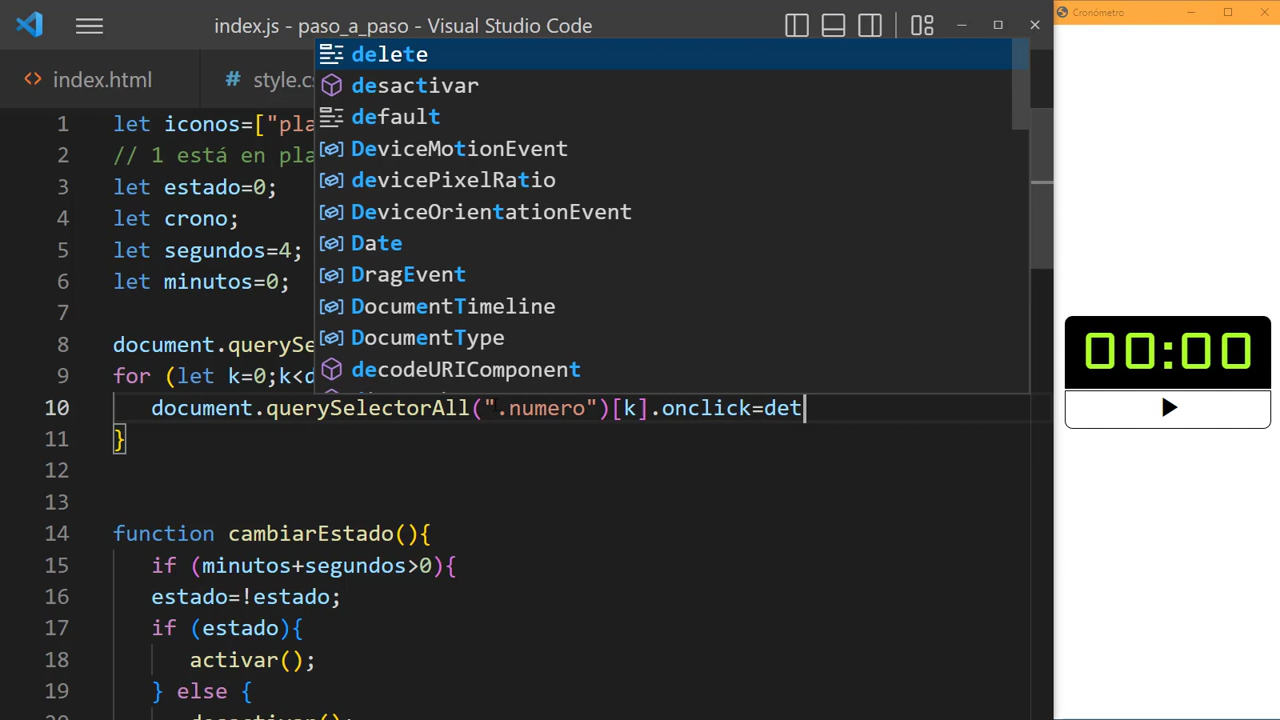 index.js - paso_a_paso - Visual Studio Code
Cronómetro
index.html
# style.cs
delete
desactivar
default
DeviceMotionEvent
devicePixelRatio
DeviceOrientationEvent
Date
DragEvent
DocumentTimeline
DocumentType
decodeURIComponent
1 let iconos=["pla
2 // 1 está en pla
3 let estado=0;
4 let crono;
5 let segundos=4;
6 let minutos=0;
7
8 document.querySe
9 for (let k=0;k<d
10 document.querySelectorAll(".numero")[k].onclick=det
11 }
12
13
14 function cambiarEstado(){
15 if (minutos+segundos>0){
16 estado=!estado;
17 if (estado){
18 activar();
19 } else {
00:00